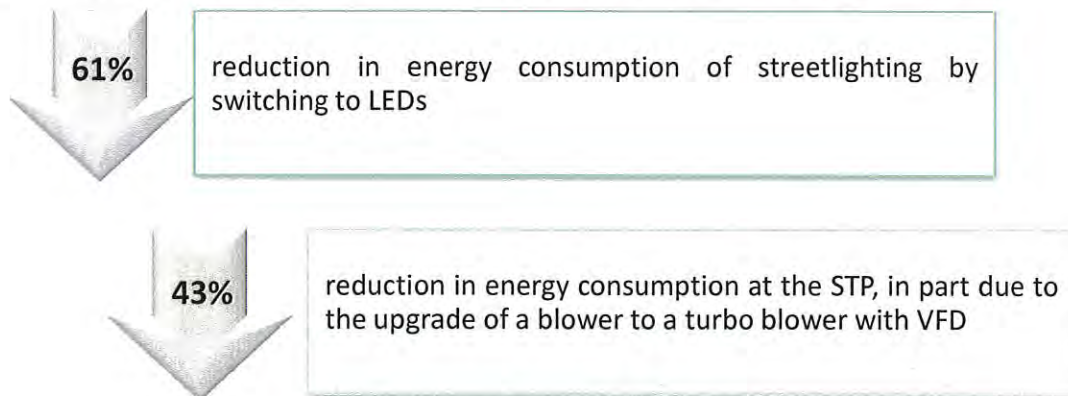 61%
reduction in energy consumption of streetlighting by
switching to LEDs
43%
reduction in energy consumption at the STP, in part due to
the upgrade of a blower to a turbo blower with VFD